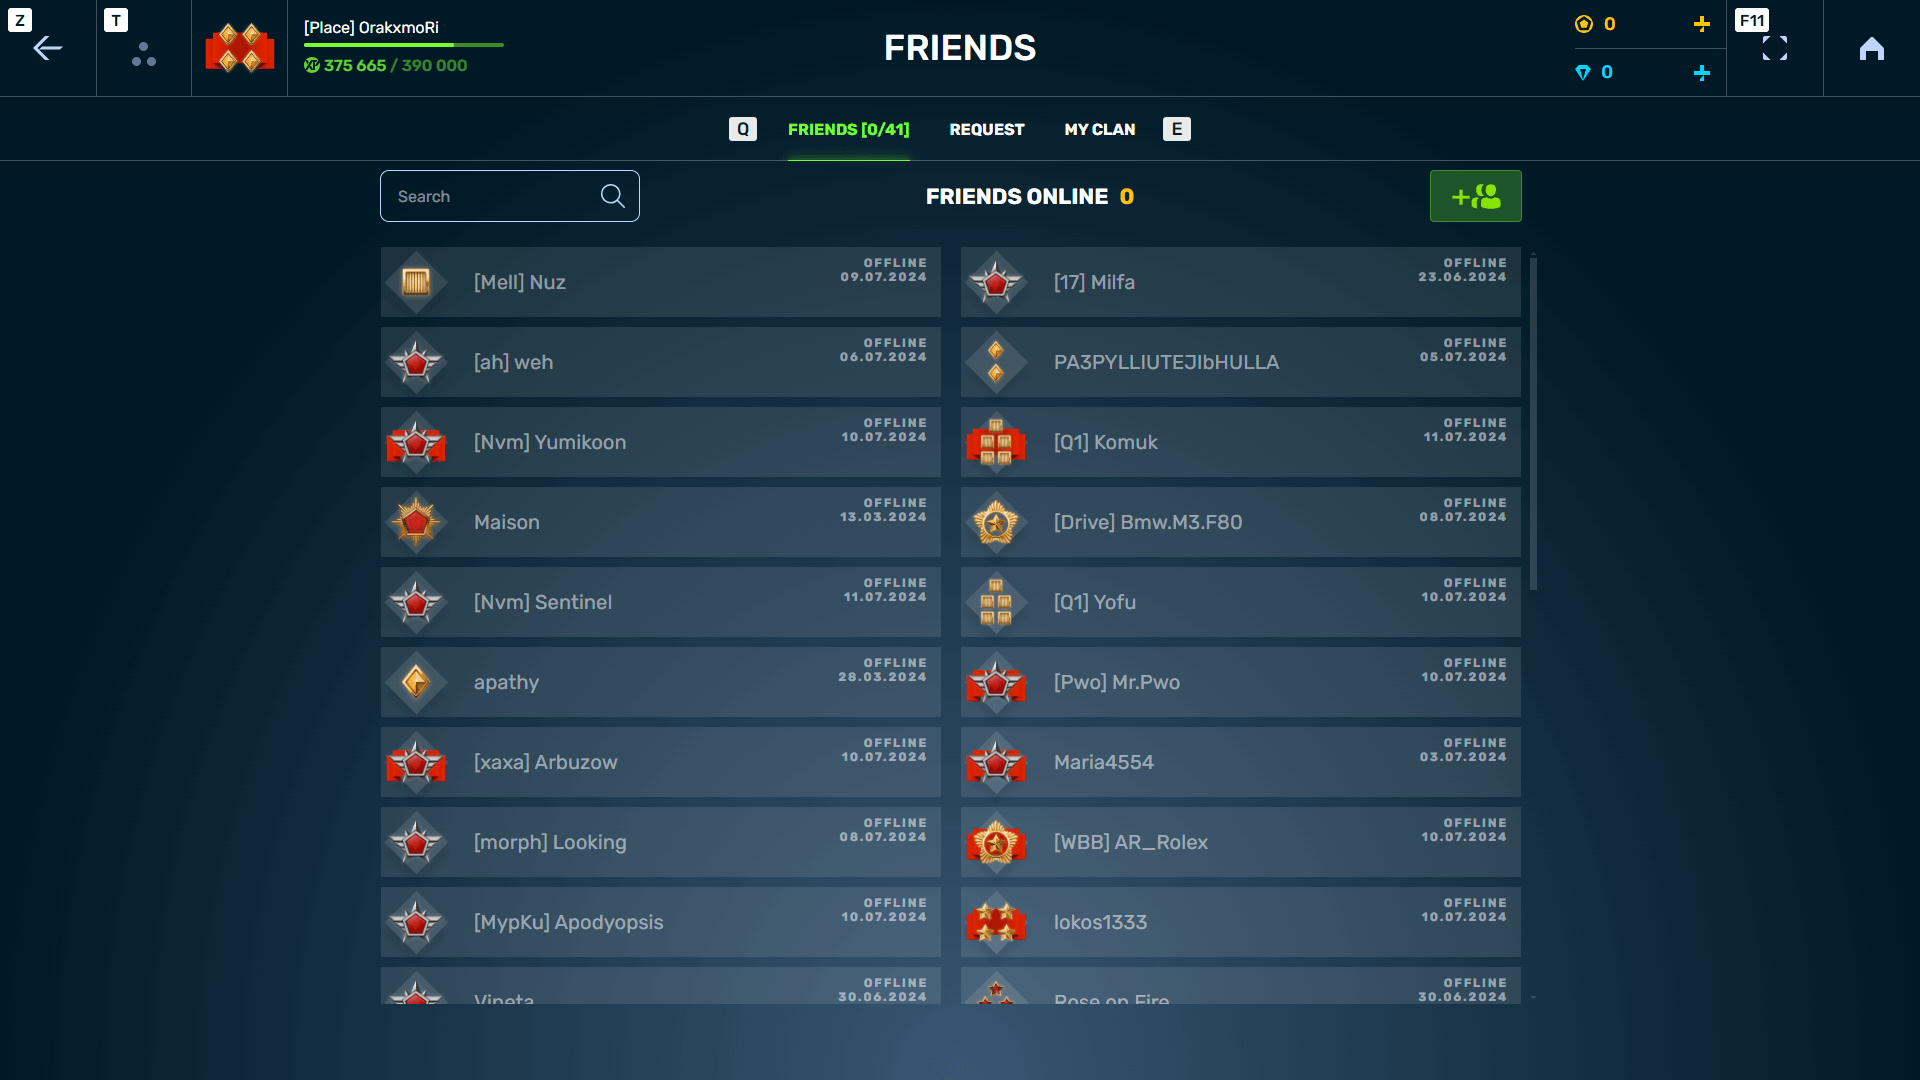 Z
T
[Place] OrakxmoRi
XP 375 665 / 390 000
FRIENDS
0
0
F11
Q
FRIENDS [0/41]
REQUEST
MY CLAN
E
Search
FRIENDS ONLINE 0
[Mell] Nuz
OFFLINE
09.07.2024
[17] Milfa
OFFLINE
23.06.2024
[ah] weh
OFFLINE
06.07.2024
PA3PYLLIUTEJIbHULLA
OFFLINE
05.07.2024
[Nvm] Yumikoon
OFFLINE
10.07.2024
[Q1] Komuk
OFFLINE
11.07.2024
Maison
OFFLINE
13.03.2024
[Drive] Bmw.M3.F80
OFFLINE
08.07.2024
[Nvm] Sentinel
OFFLINE
11.07.2024
[Q1] Yofu
OFFLINE
10.07.2024
apathy
OFFLINE
28.03.2024
[Pwo] Mr.Pwo
OFFLINE
10.07.2024
[xaxa] Arbuzow
OFFLINE
10.07.2024
Maria4554
OFFLINE
03.07.2024
[morph] Looking
OFFLINE
08.07.2024
[WBB] AR_Rolex
OFFLINE
10.07.2024
[MypKu] Apodyopsis
OFFLINE
10.07.2024
lokos1333
OFFLINE
10.07.2024
Vineta
OFFLINE
30.06.2024
Rose on Fire
OFFLINE
30.06.2024